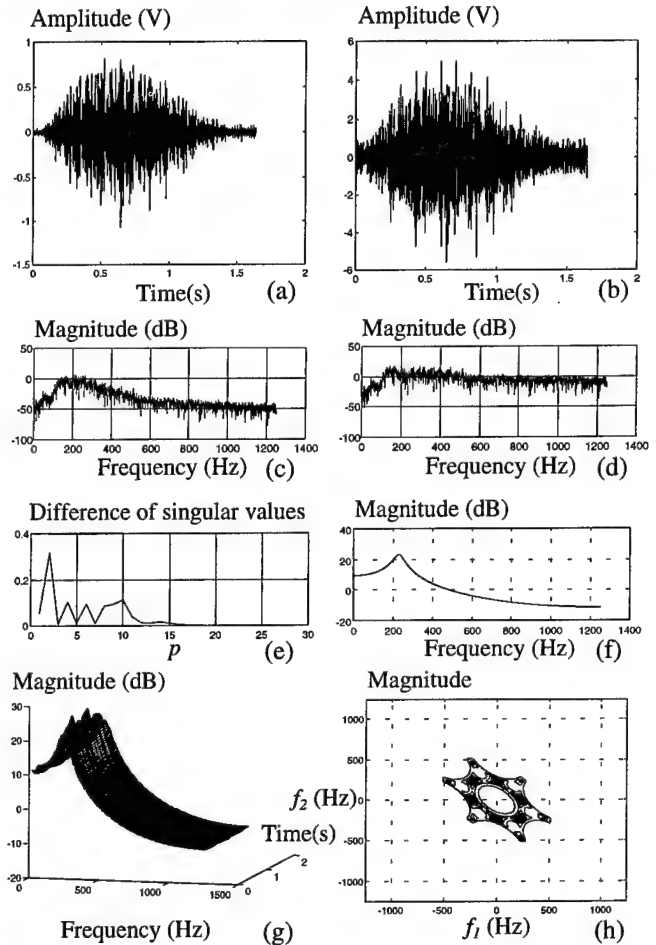 Amplitude (V)
1
0.5
0
-0.5
-1
-1.5
0 0.5 1 1.5 2
Time(s) (a)
Amplitude (V)
6
4
2
0
-2
-4
-6
0 0.5 1 1.5 2
Time(s) (b)
Magnitude (dB)
50
0
-50
-100
0 200 400 600 800 1000 1200 1400
Frequency (Hz) (c)
Magnitude (dB)
50
0
-50
-100
0 200 400 600 800 1000 1200 1400
Frequency (Hz) (d)
Difference of singular values
0.4
0.2
0
0 5 10 15 20 25 30
p (e)
Magnitude (dB)
40
20
0
-20
0 200 400 600 800 1000 1200 1400
Frequency (Hz) (f)
Magnitude (dB)
30
20
10
0
-10
-20
0 500 1000 1500
0 1 2
Time(s)
Frequency (Hz) (g)
Magnitude
1000
500
f2 (Hz) 0
-500
-1000
-1000 -500 0 500 1000
f1 (Hz) (h)